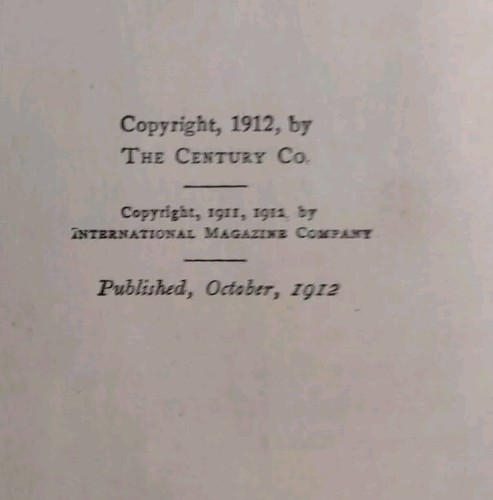 Copyright, 1912, by
THE CENTURY CO.
Copyright, 1911, 1912, by
INTERNATIONAL MAGAZINE COMPANY
Published, October, 1912